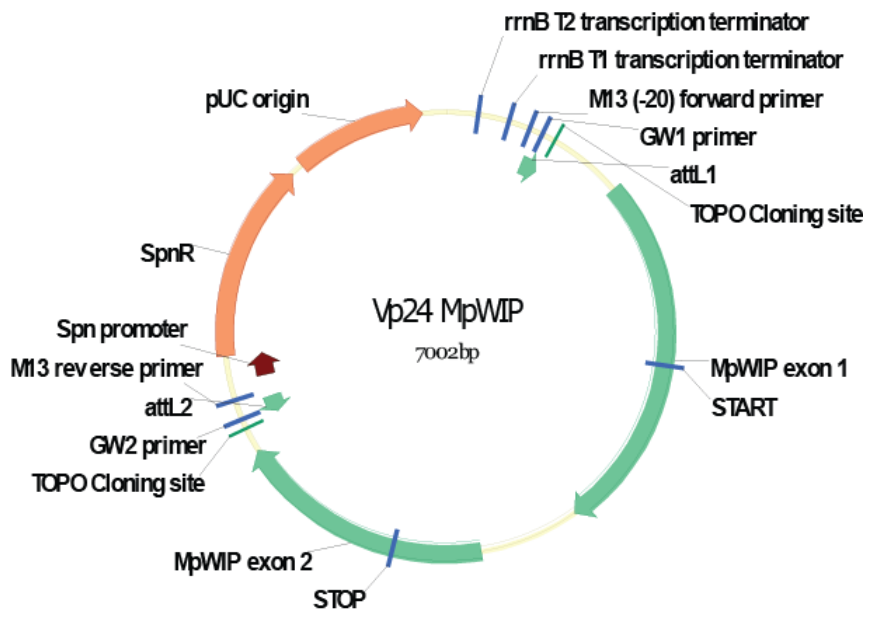 rrnB T2 transcription terminator
rrnB T1 transcription terminator
pUC origin
M13 (-20) forward primer
GW1 primer
attL1
TOPO Cloning site
SpnR
Vp24 MpWIP
7002bp
Spn promoter
M13 reverse primer
MpWIP exon 1
attL2
START
GW2 primer
TOPO Cloning site
MpWIP exon 2
STOP